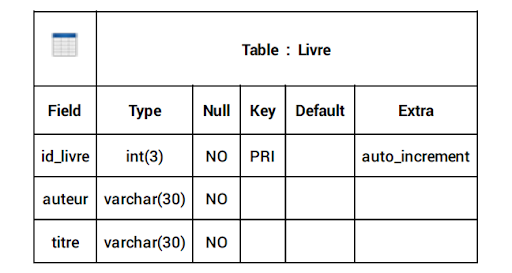 Table : Livre
Field Type Null Key Default Extra
id_livre int(3) NO PRI auto_increment
auteur varchar(30) NO
titre varchar(30) NO